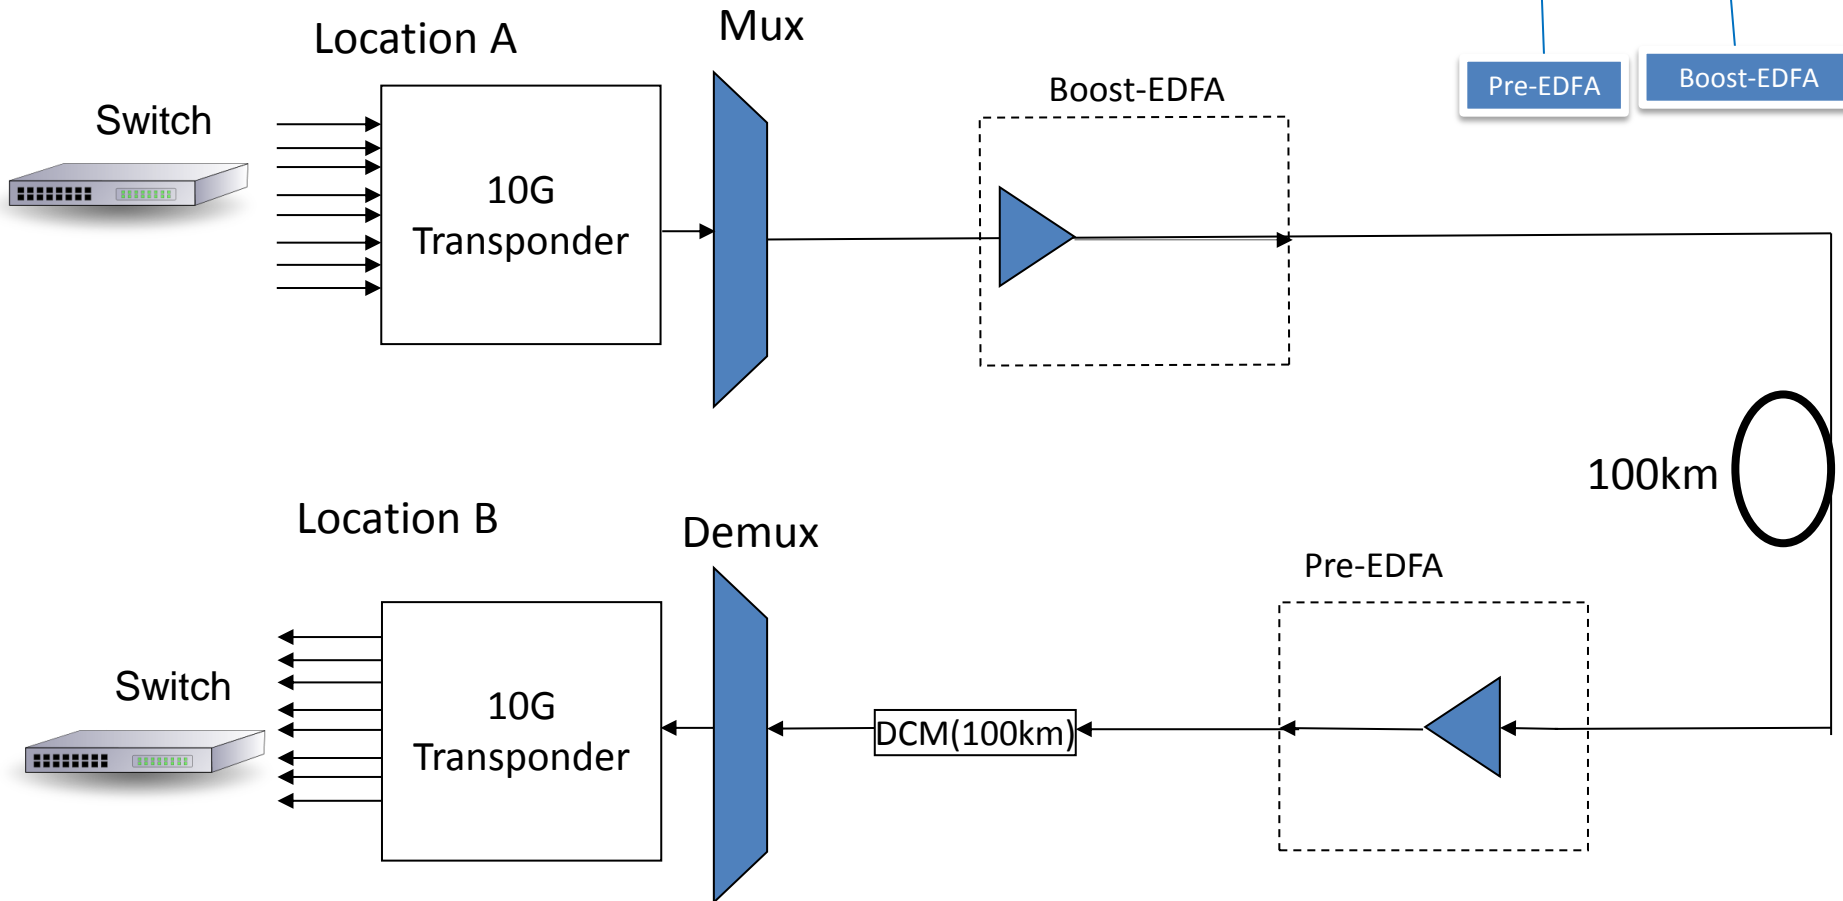 Location A
Mux
Pre-EDFA
Boost-EDFA
Boost-EDFA
Switch
10G
Transponder
100km
Location B
Demux
Pre-EDFA
Switch
10G
Transponder
DCM(100km)